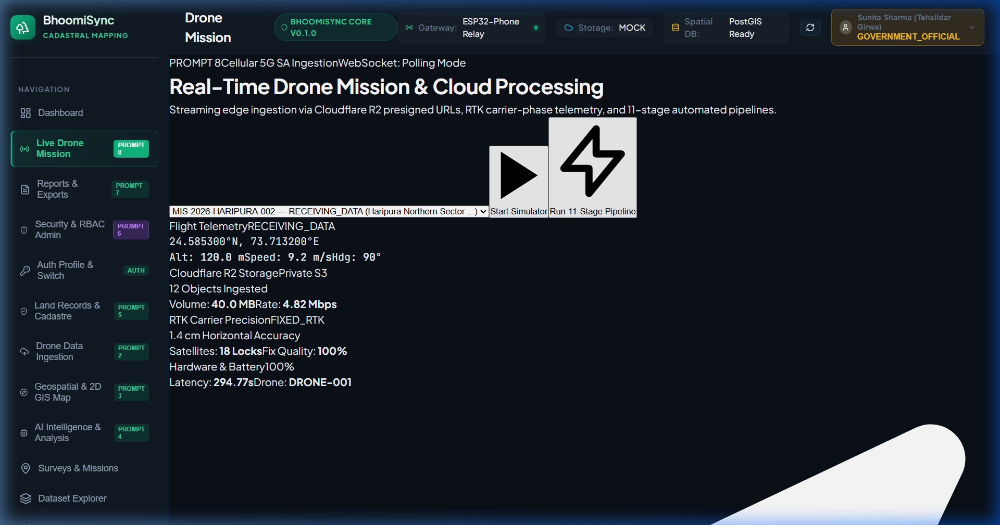 BhoomiSync
CADASTRAL MAPPING
NAVIGATION
Dashboard
Live Drone
Mission
PROMPT
8
Reports &
Exports
PROMPT
7
Security & RBAC
Admin
PROMPT
6
Auth Profile &
Switch
AUTH
Land Records &
Cadastre
PROMPT
5
Drone Data
Ingestion
PROMPT
2
Geospatial & 2D
GIS Map
PROMPT
3
AI Intelligence &
Analysis
PROMPT
4
Surveys & Missions
Dataset Explorer
Drone
Mission
BHOOMISYNC CORE
V0.1.0
Gateway:
ESP32-Phone
Relay
Storage: MOCK
Spatial
DB:
PostGIS
Ready
Sunita Sharma (Tehsildar
Girwa)
GOVERNMENT_OFFICIAL
PROMPT 8Cellular 5G SA IngestionWebSocket: Polling Mode
Real-Time Drone Mission & Cloud Processing
Streaming edge ingestion via Cloudflare R2 presigned URLs, RTK carrier-phase telemetry, and 11-stage automated pipelines.
MIS-2026-HARIPURA-002 — RECEIVING_DATA (Haripura Northern Sector ...)
Start Simulator
Run 11-Stage Pipeline
Flight TelemetryRECEIVING_DATA
24.585300°N, 73.713200°E
Alt: 120.0 mSpeed: 9.2 m/sHdg: 90°
Cloudflare R2 StoragePrivate S3
12 Objects Ingested
Volume: 40.0 MBRate: 4.82 Mbps
RTK Carrier PrecisionFIXED_RTK
1.4 cm Horizontal Accuracy
Satellites: 18 LocksFix Quality: 100%
Hardware & Battery100%
Latency: 294.77sDrone: DRONE-001